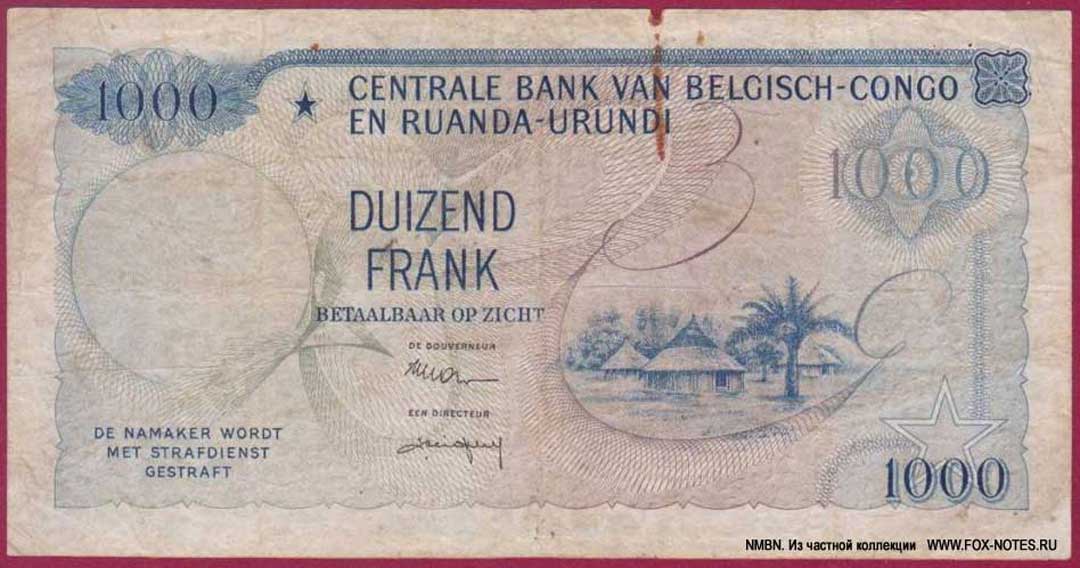 1000
CENTRALE BANK VAN BELGISCH-CONGO
EN RUANDA-URUNDI
1000
DUIZEND
FRANK
BETAALBAAR OP ZICHT
DE GOUVERNEUR
EEN DIRECTEUR
DE NAMAKER WORDT
MET STRAFDIENST
GESTRAFT
1000
NMBN. Из частной коллекции WWW.FOX-NOTES.RU